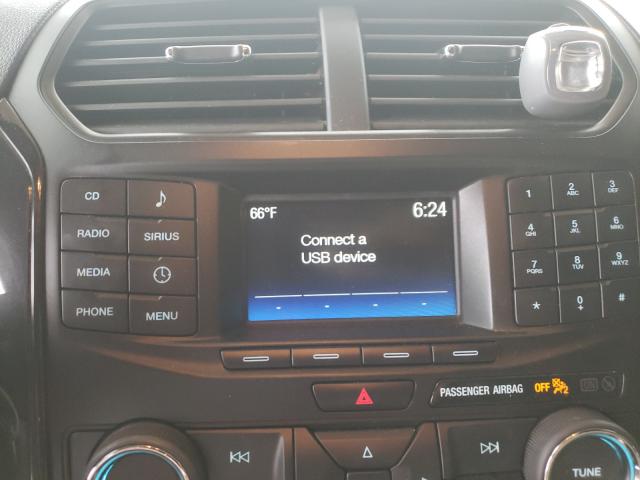 66°F 6:24
Connect a
USB device
CD
RADIO SIRIUS
MEDIA
PHONE MENU
1 2 ABC 3 DEF
4 GHI 5 JKL 6 MNO
7 PQRS 8 TUV 9 WXYZ
* 0 + #
PASSENGER AIRBAG OFF 2
TUNE